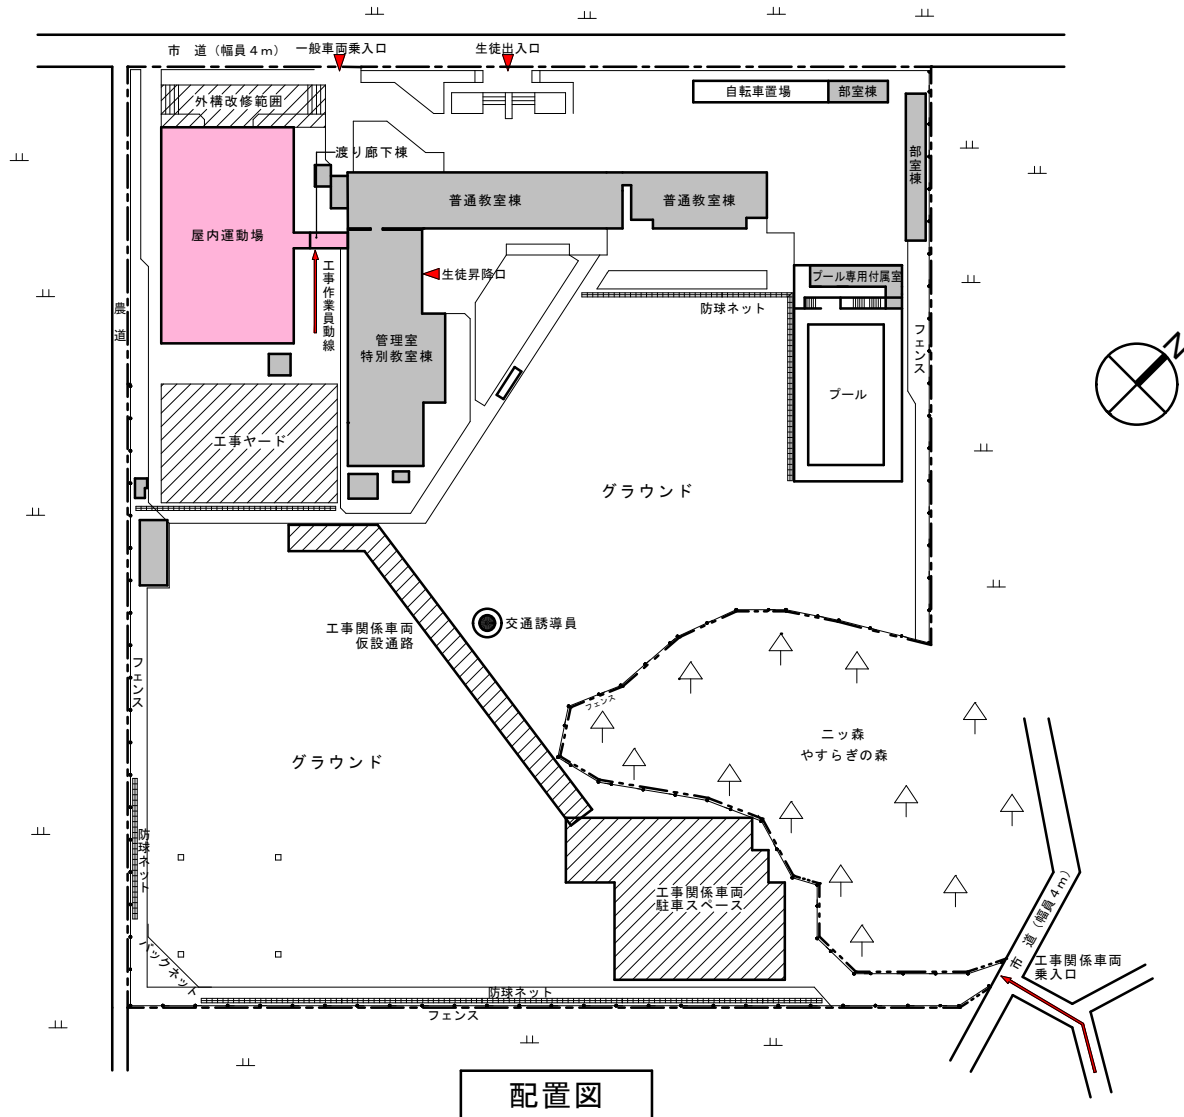 市 道（幅員４ｍ）
一般車両乗入口
生徒出入口
外構改修範囲
自転車置場
部室棟
渡り廊下棟
部室棟
普通教室棟
普通教室棟
屋内運動場
工事作業員動線
生徒昇降口
プール専用付属室
農 道
防球ネット
フェンス
N
管理室
特別教室棟
プール
工事ヤード
グラウンド
工事関係車両
仮設通路
交通誘導員
フェンス
フェンス
二ッ森
やすらぎの森
グラウンド
防球ネット
工事関係車両
駐車スペース
市 道（幅員４ｍ）
バックネット
工事関係車両
乗入口
防球ネット
フェンス
配置図